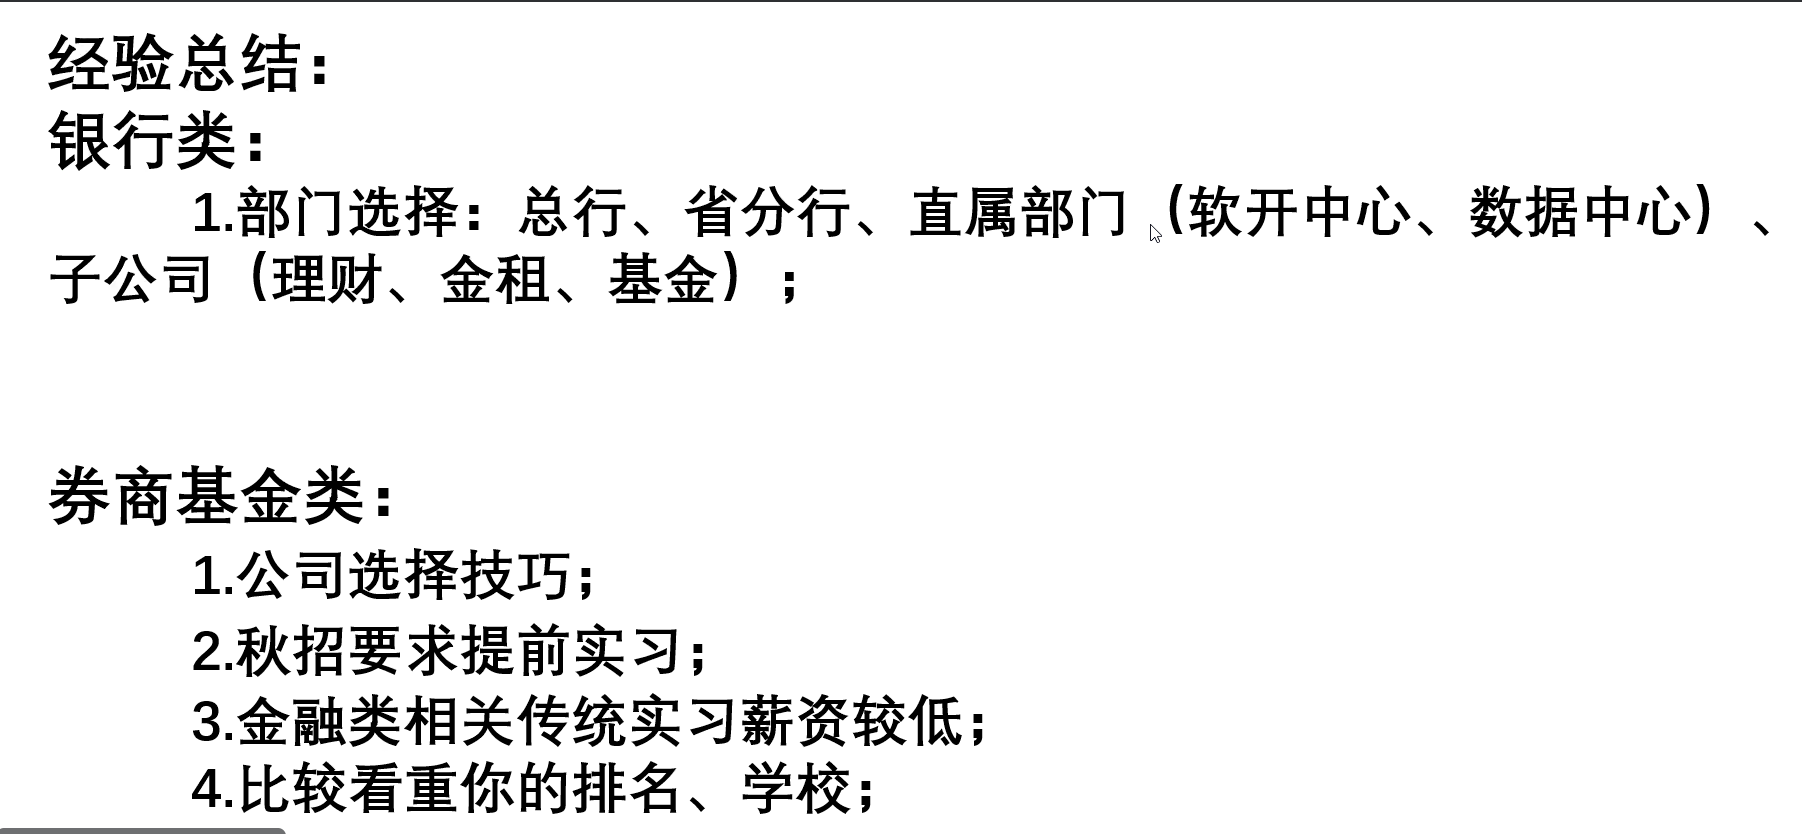 经验总结：
银行类：
1.部门选择：总行、省分行、直属部门（软开中心、数据中心）、
子公司（理财、金租、基金）；
券商基金类：
1.公司选择技巧；
2.秋招要求提前实习；
3.金融类相关传统实习薪资较低；
4.比较看重你的排名、学校；